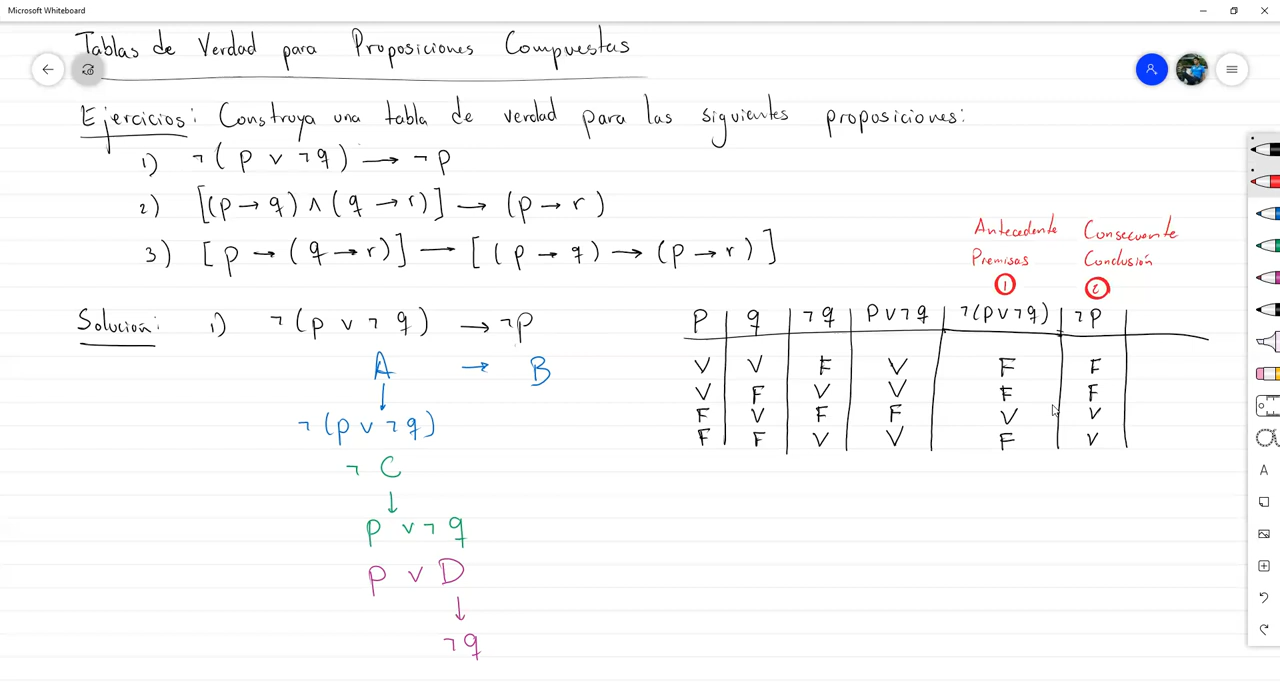 Microsoft Whiteboard
Tablas de Verdad para Proposiciones Compuestas
Ejercicios: Construya una tabla de verdad para las siguientes proposiciones:
1) ¬(p ∨ ¬q) → ¬p
2) [(p → q) ∧ (q → r)] → (p → r)
3) [p → (q → r)] → [(p → q) → (p → r)]
Solución: 1) ¬(p ∨ ¬q) → ¬p
A → B
↓
¬(p ∨ ¬q)
¬ C
↓
p ∨ ¬q
p ∨ D
↓
¬q
Antecedente Consecuente
Premisas Conclusión
1 2
p q ¬q p∨¬q ¬(p∨¬q) ¬p
V V F V F F
V F V V F F
F V F F V V
F F V V F V
A